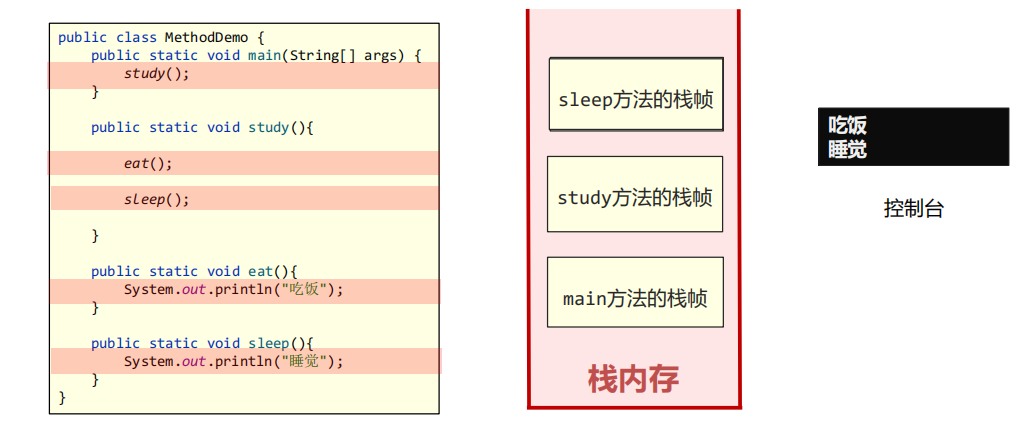 public class MethodDemo {
    public static void main(String[] args) {
        study();
    }
    public static void study(){
        eat();
        sleep();
    }
    public static void eat(){
        System.out.println("吃饭");
    }
    public static void sleep(){
        System.out.println("睡觉");
    }
}
sleep方法的栈帧
study方法的栈帧
main方法的栈帧
栈内存
吃饭
睡觉
控制台